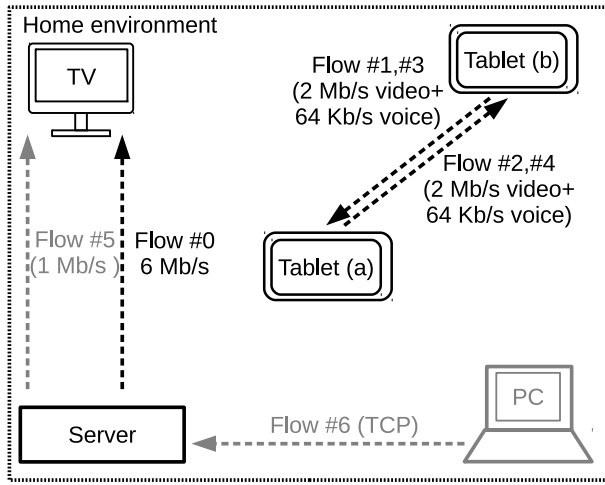 Home environment
TV
Flow #1,#3
(2 Mb/s video+
64 Kb/s voice)
Tablet (b)
Flow #2,#4
(2 Mb/s video+
64 Kb/s voice)
Flow #5
(1 Mb/s )
Flow #0
6 Mb/s
Tablet (a)
Server
Flow #6 (TCP)
PC